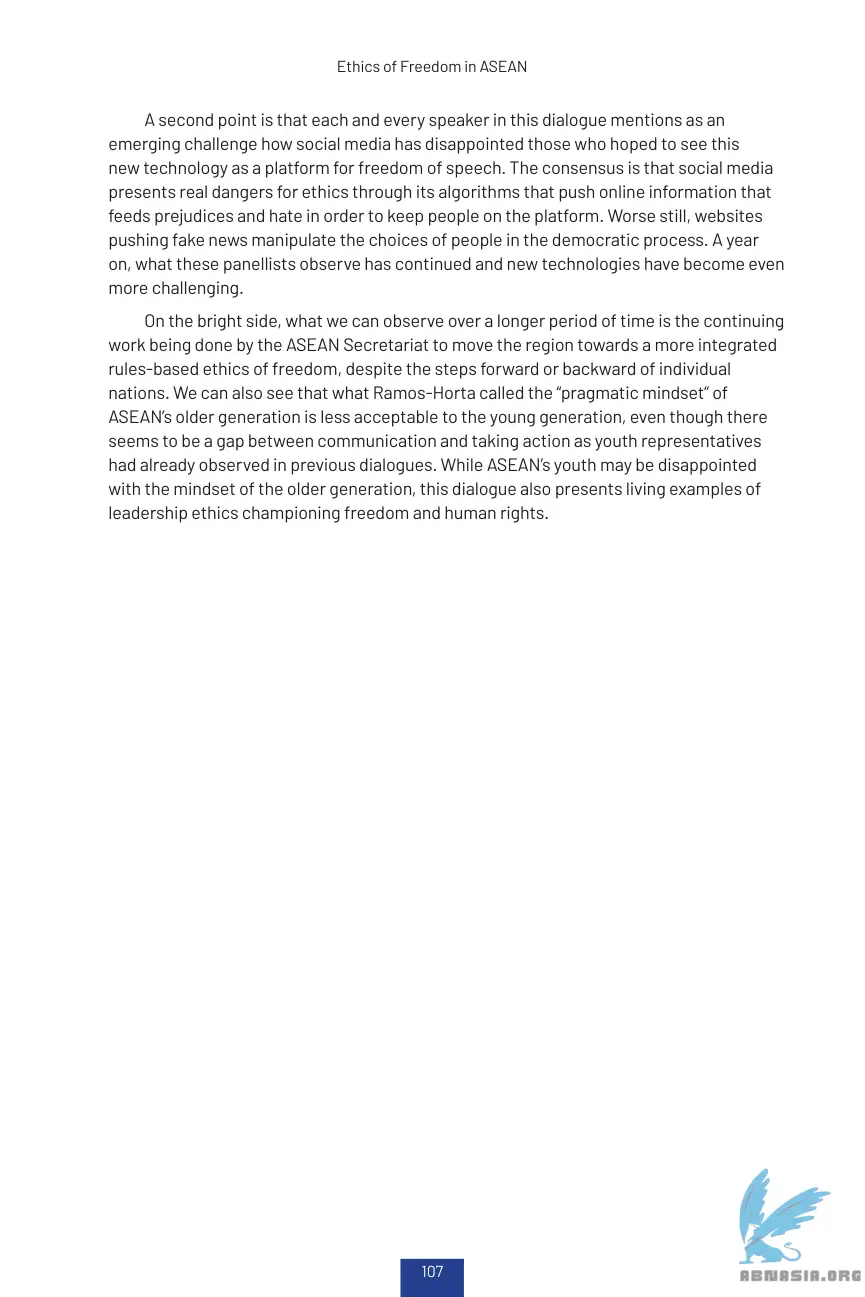 Ethics of Freedom in ASEAN
A second point is that each and every speaker in this dialogue mentions as an
emerging challenge how social media has disappointed those who hoped to see this
new technology as a platform for freedom of speech. The consensus is that social media
presents real dangers for ethics through its algorithms that push online information that
feeds prejudices and hate in order to keep people on the platform. Worse still, websites
pushing fake news manipulate the choices of people in the democratic process. A year
on, what these panellists observe has continued and new technologies have become even
more challenging.
On the bright side, what we can observe over a longer period of time is the continuing
work being done by the ASEAN Secretariat to move the region towards a more integrated
rules-based ethics of freedom, despite the steps forward or backward of individual
nations. We can also see that what Ramos-Horta called the “pragmatic mindset” of
ASEAN’s older generation is less acceptable to the young generation, even though there
seems to be a gap between communication and taking action as youth representatives
had already observed in previous dialogues. While ASEAN’s youth may be disappointed
with the mindset of the older generation, this dialogue also presents living examples of
leadership ethics championing freedom and human rights.
107
ABNASIA.ORG